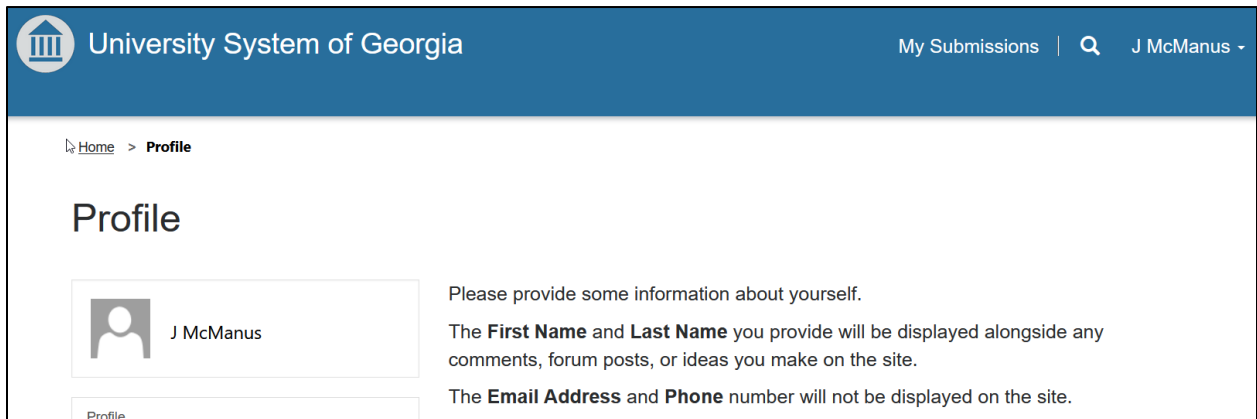 University System of Georgia
My Submissions
J McManus
Home > Profile
Profile
J McManus
Please provide some information about yourself.
The First Name and Last Name you provide will be displayed alongside any
comments, forum posts, or ideas you make on the site.
The Email Address and Phone number will not be displayed on the site.
Profile